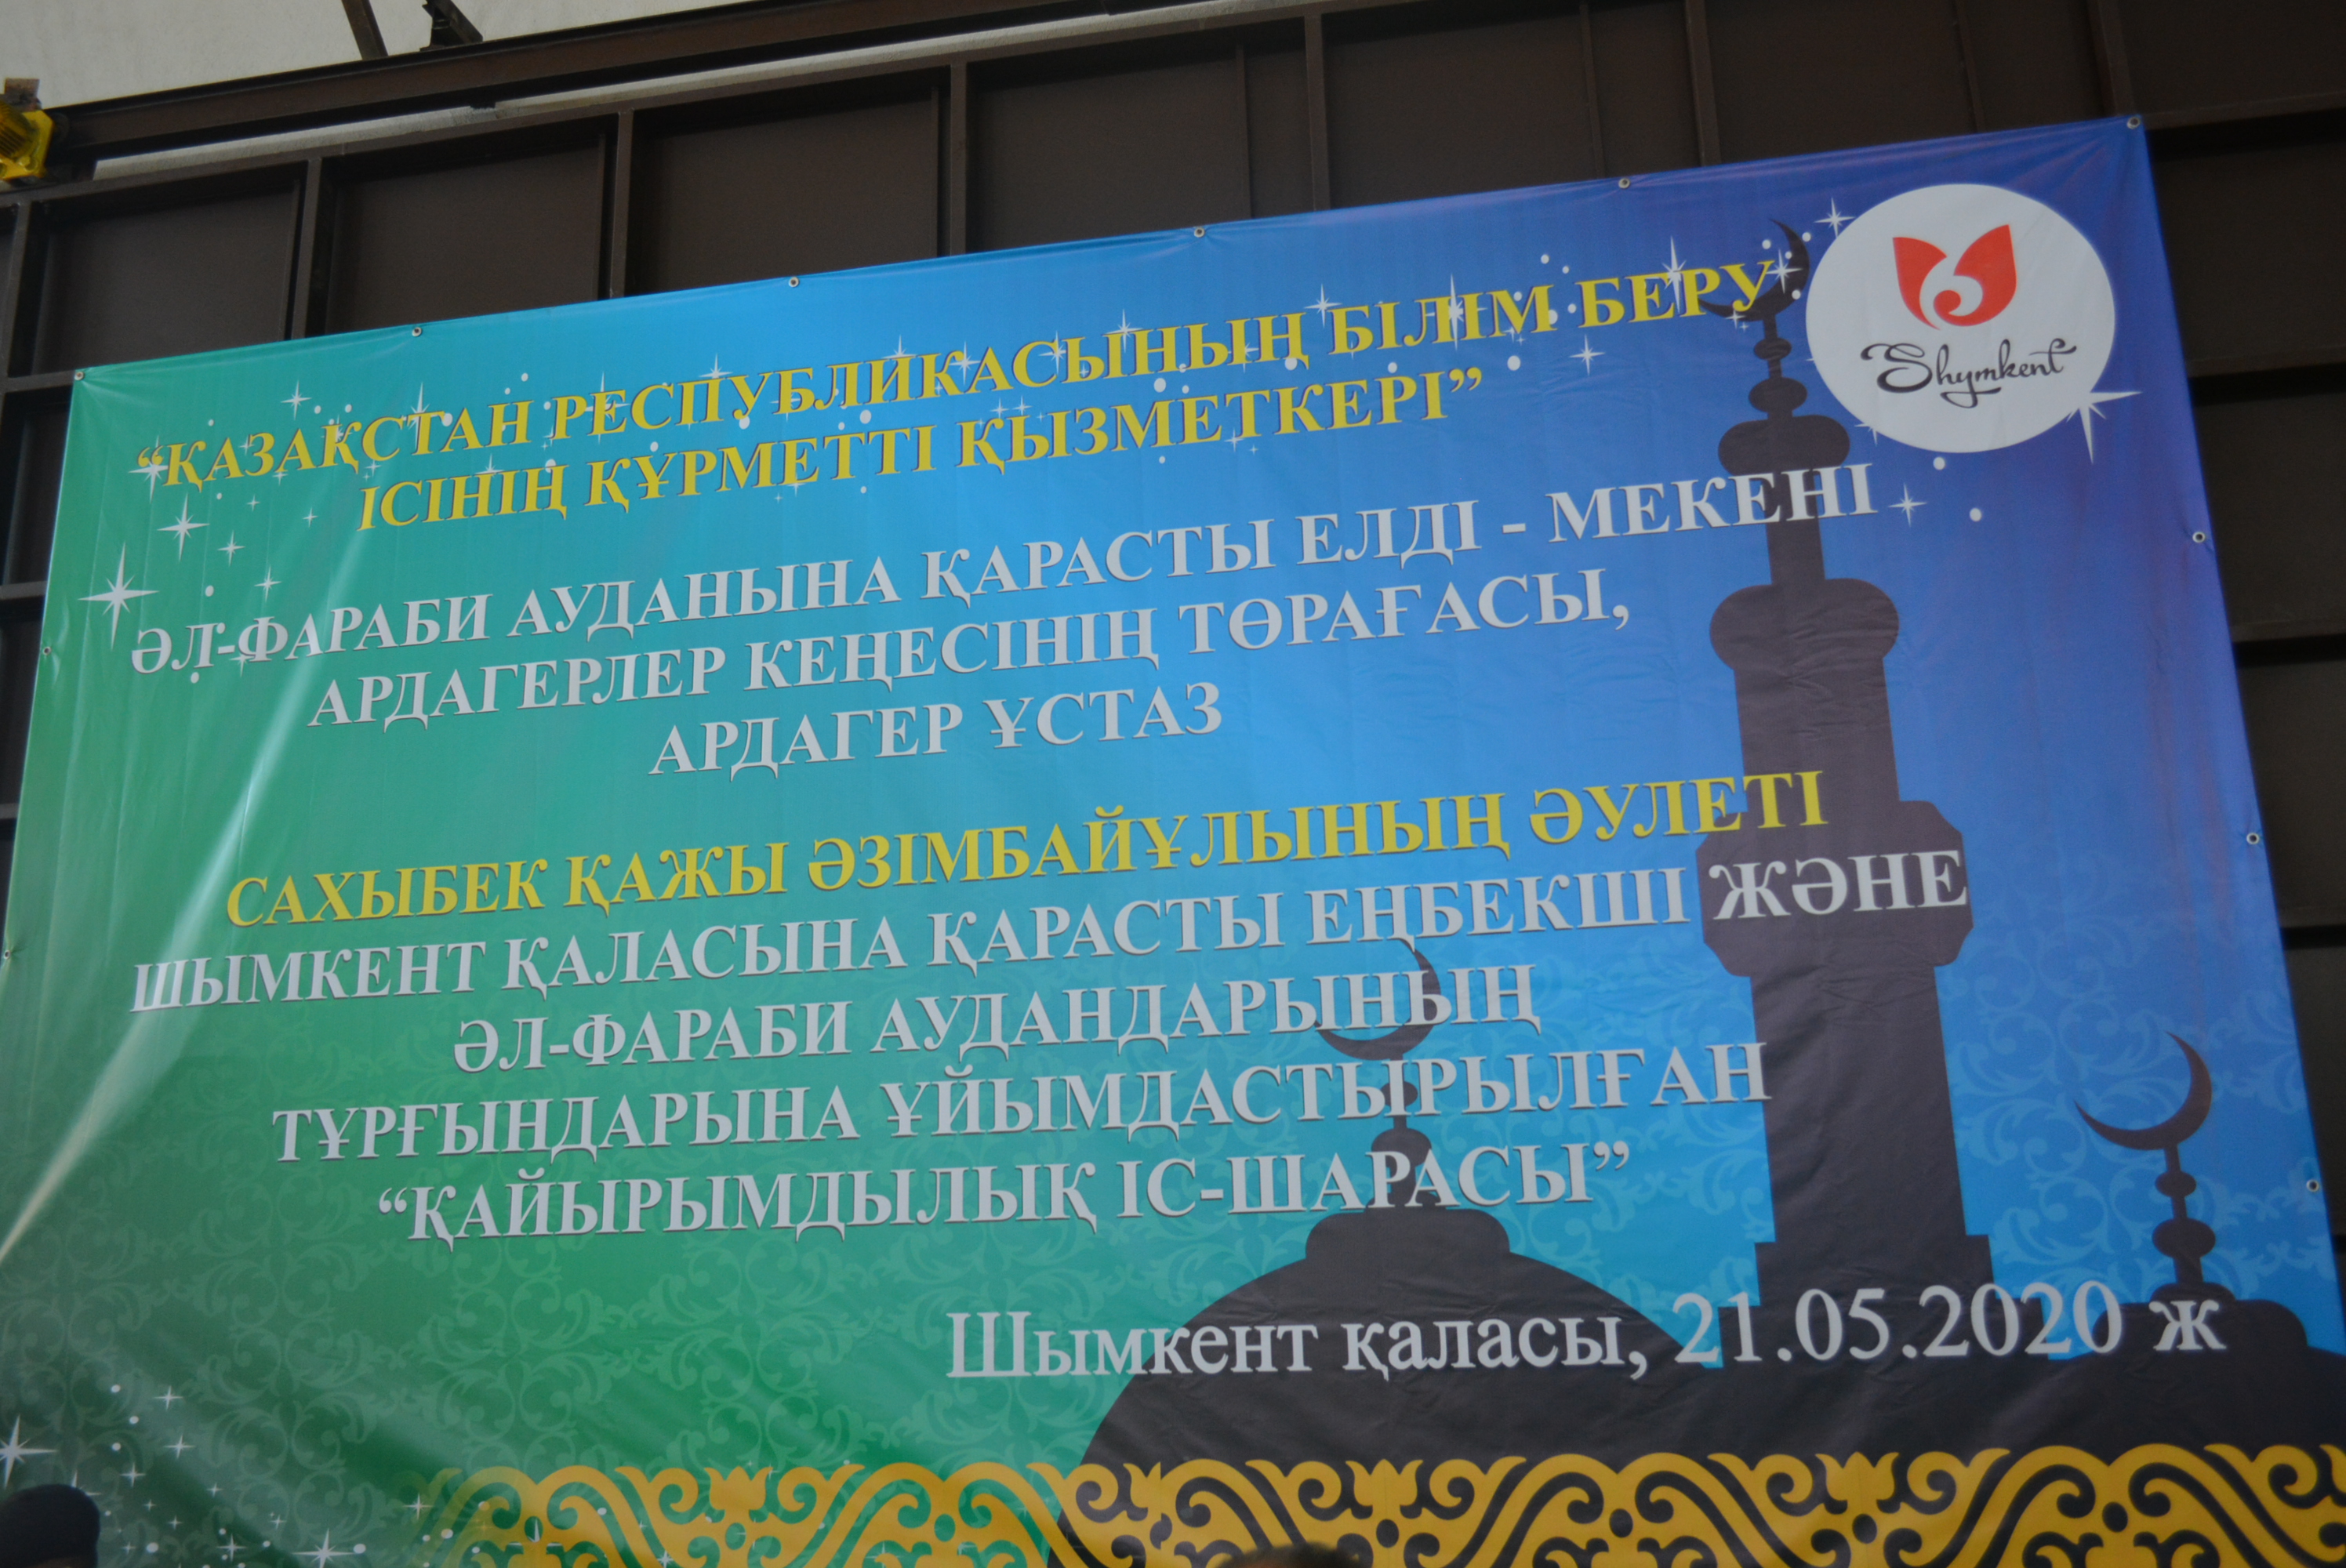 Shymkent
“ҚАЗАҚСТАН РЕСПУБЛИКАСЫНЫҢ БІЛІМ БЕРУ
ІСІНІҢ ҚҰРМЕТТІ ҚЫЗМЕТКЕРІ”
ӘЛ-ФАРАБИ АУДАНЫНА ҚАРАСТЫ ЕЛДІ - МЕКЕНІ
АРДАГЕРЛЕР КЕҢЕСІНІҢ ТӨРАҒАСЫ,
АРДАГЕР ҰСТАЗ
САХЫБЕК ҚАЖЫ ӘЗІМБАЙҰЛЫНЫҢ ӘУЛЕТІ
ШЫМКЕНТ ҚАЛАСЫНА ҚАРАСТЫ ЕҢБЕКШІ ЖӘНЕ
ӘЛ-ФАРАБИ АУДАНДАРЫНЫҢ
ТҰРҒЫНДАРЫНА ҰЙЫМДАСТЫРЫЛҒАН
“ҚАЙЫРЫМДЫЛЫҚ ІС-ШАРАСЫ”
Шымкент қаласы, 21.05.2020 ж